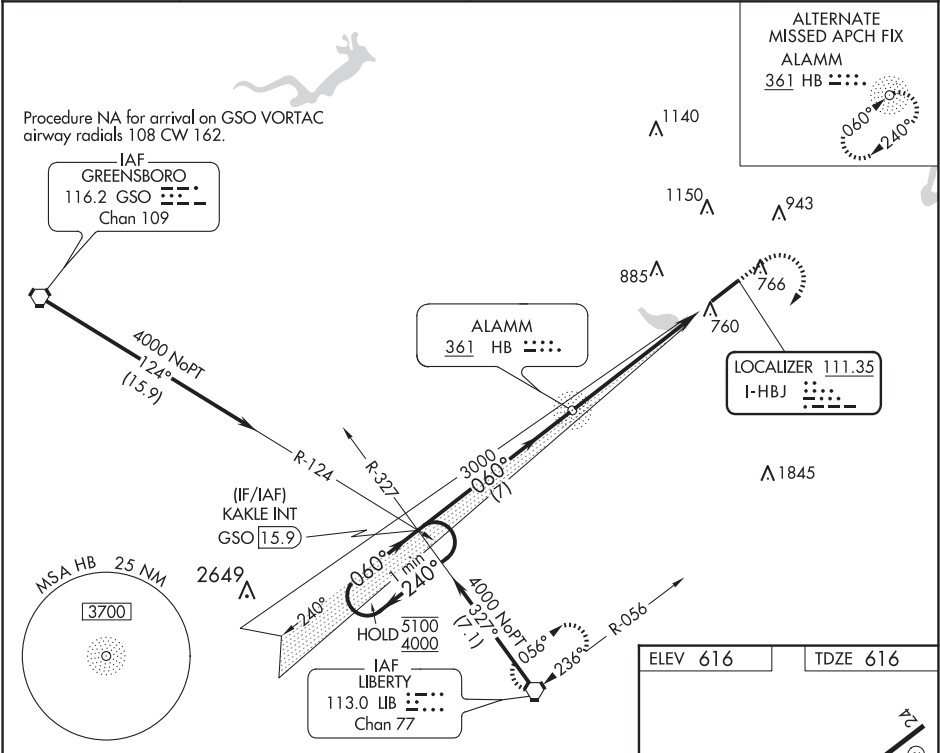 ALTERNATE
MISSED APCH FIX
ALAMM
361 HB
060°
240°
Procedure NA for arrival on GSO VORTAC
airway radials 108 CW 162.
IAF
GREENSBORO
116.2 GSO
Chan 109
1140
1150
943
885
766
760
ALAMM
361 HB
LOCALIZER 111.35
I-HBJ
4000 NoPT
124°
(15.9)
R-124
R-327
3000
060°
(7)
1845
(IF/IAF)
KAKLE INT
GSO 15.9
2649
060°
1 min
240°
240°
HOLD 5100
4000
4000 NoPT
327°
(7.1)
056°
236°
R-056
MSA HB 25 NM
3700
IAF
LIBERTY
113.0 LIB
Chan 77
ELEV 616
TDZE 616
24